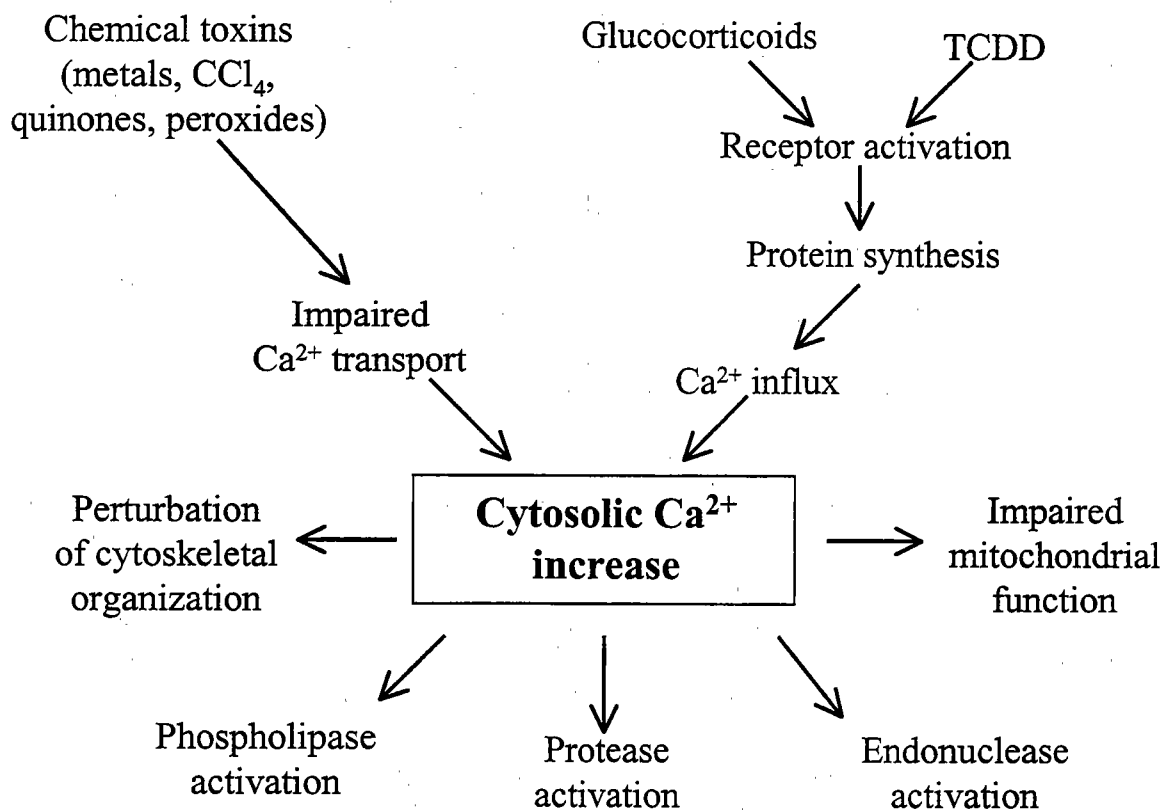 Chemical toxins
(metals, CCl₄,
quinones, peroxides)
Glucocorticoids
TCDD
Receptor activation
Protein synthesis
Impaired
Ca²⁺ transport
Ca²⁺ influx
Cytosolic Ca²⁺
increase
Perturbation
of cytoskeletal
organization
Impaired
mitochondrial
function
Phospholipase
activation
Protease
activation
Endonuclease
activation